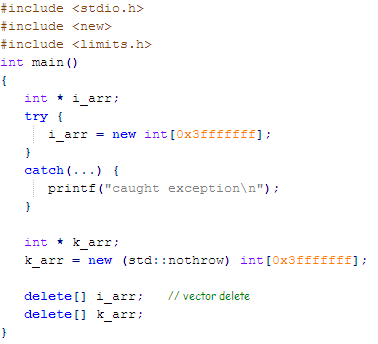 #include <stdio.h>
#include <new>
#include <limits.h>
int main()
{
   int * i_arr;
   try {
      i_arr = new int[0x3fffffff];
   }
   catch(...) {
      printf("caught exception\n");
   }

   int * k_arr;
   k_arr = new (std::nothrow) int[0x3fffffff];

   delete[] i_arr;   // vector delete
   delete[] k_arr;
}